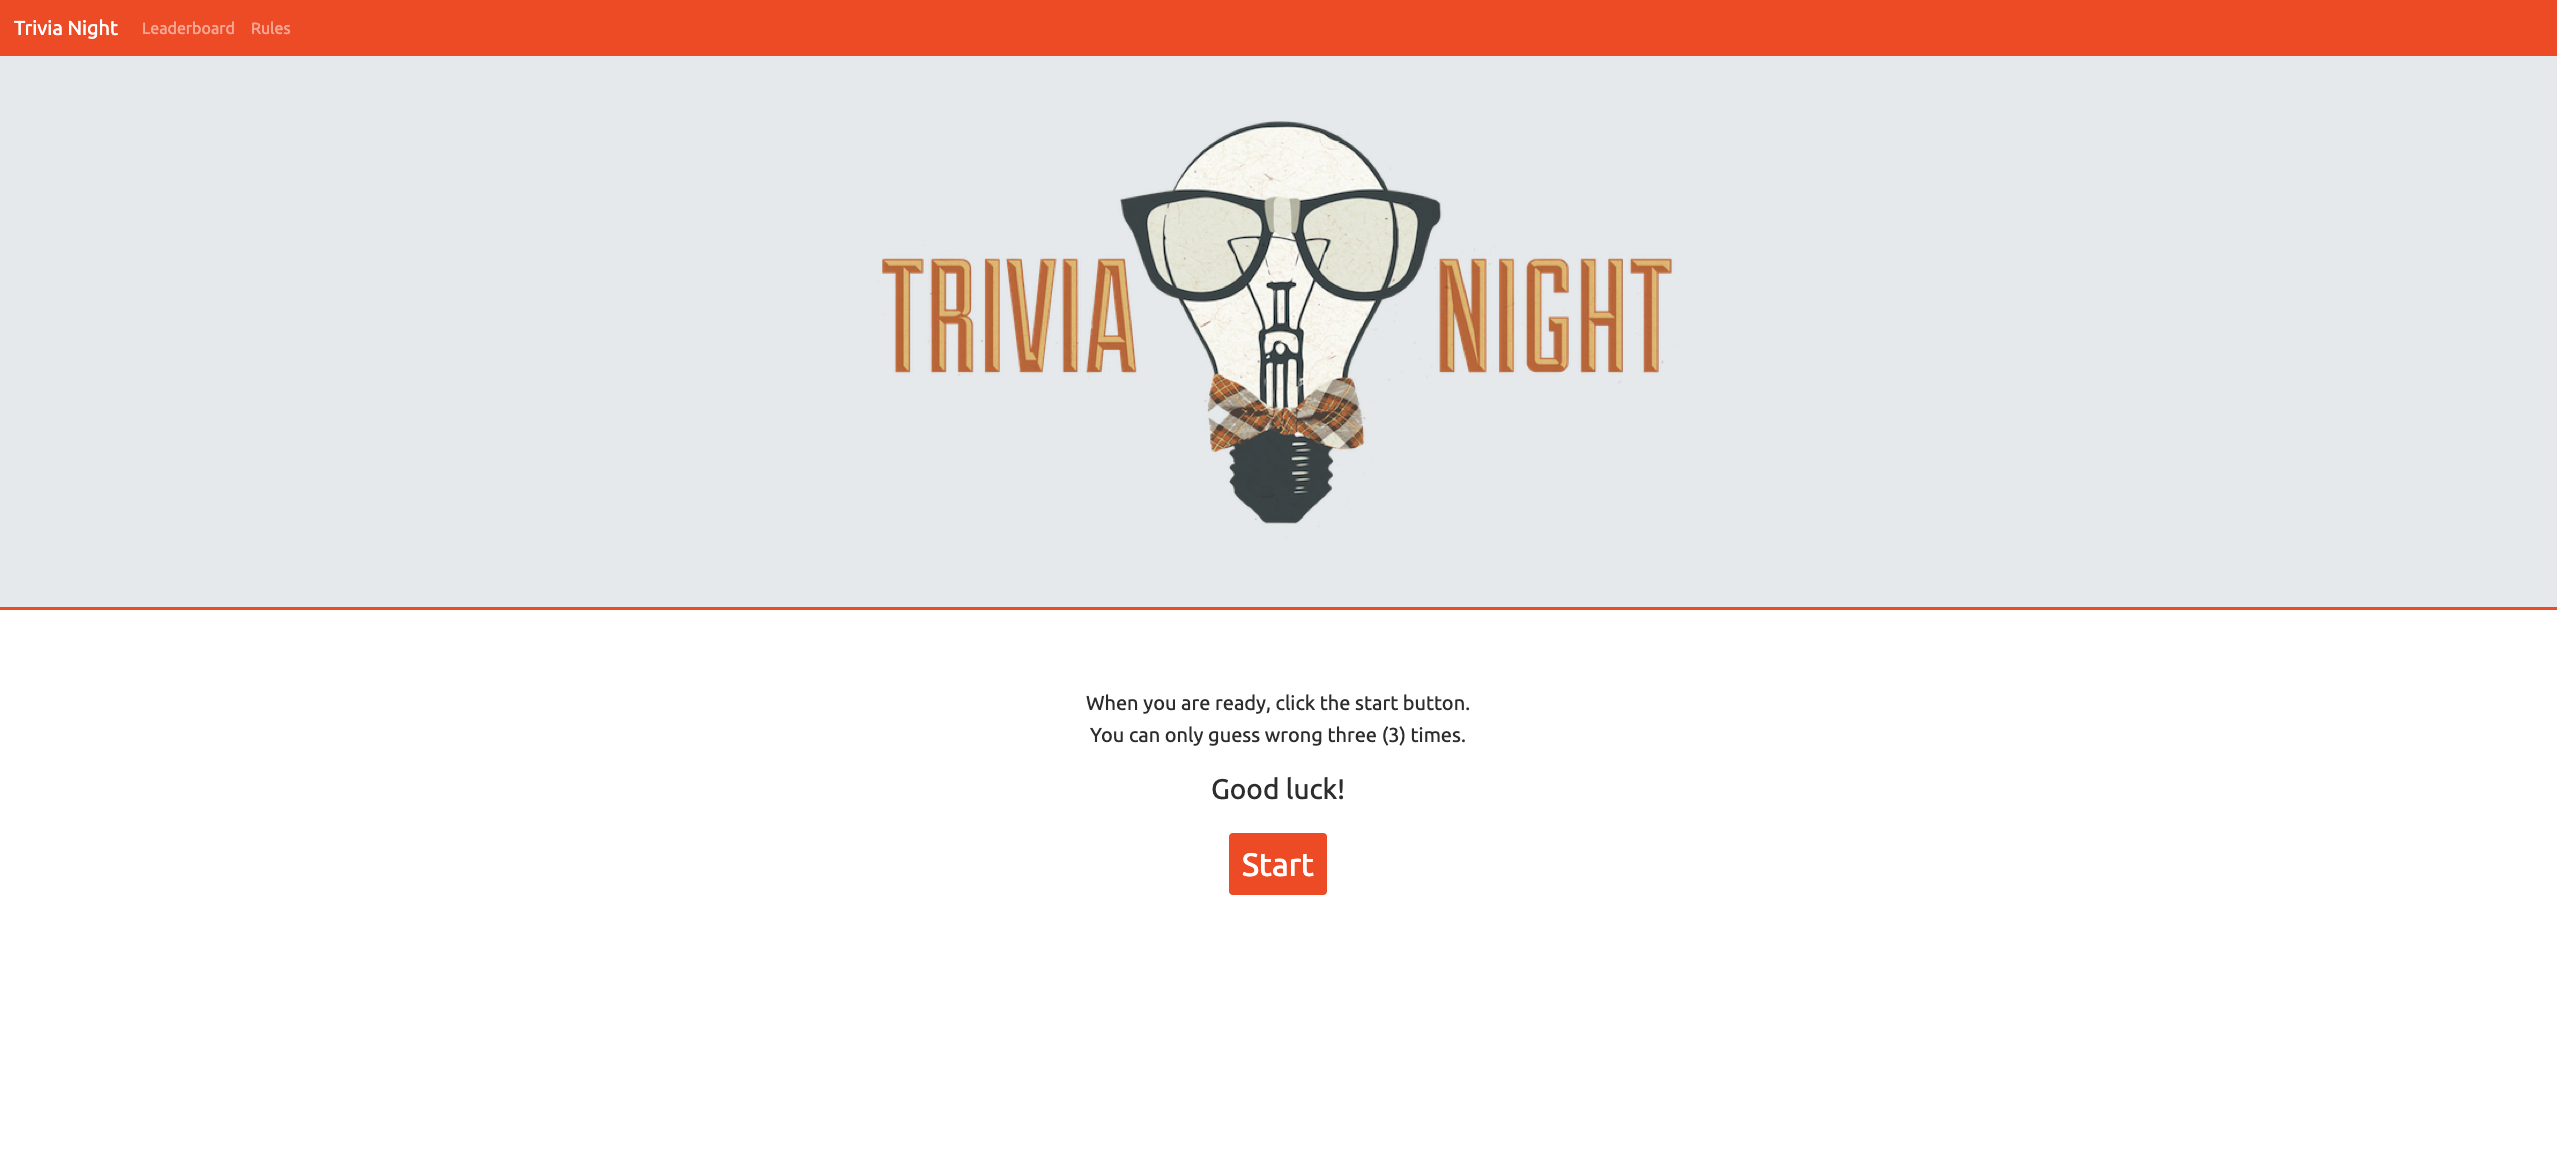 Trivia Night Leaderboard Rules
TRIVIA NIGHT
When you are ready, click the start button.
You can only guess wrong three (3) times.
Good luck!
Start